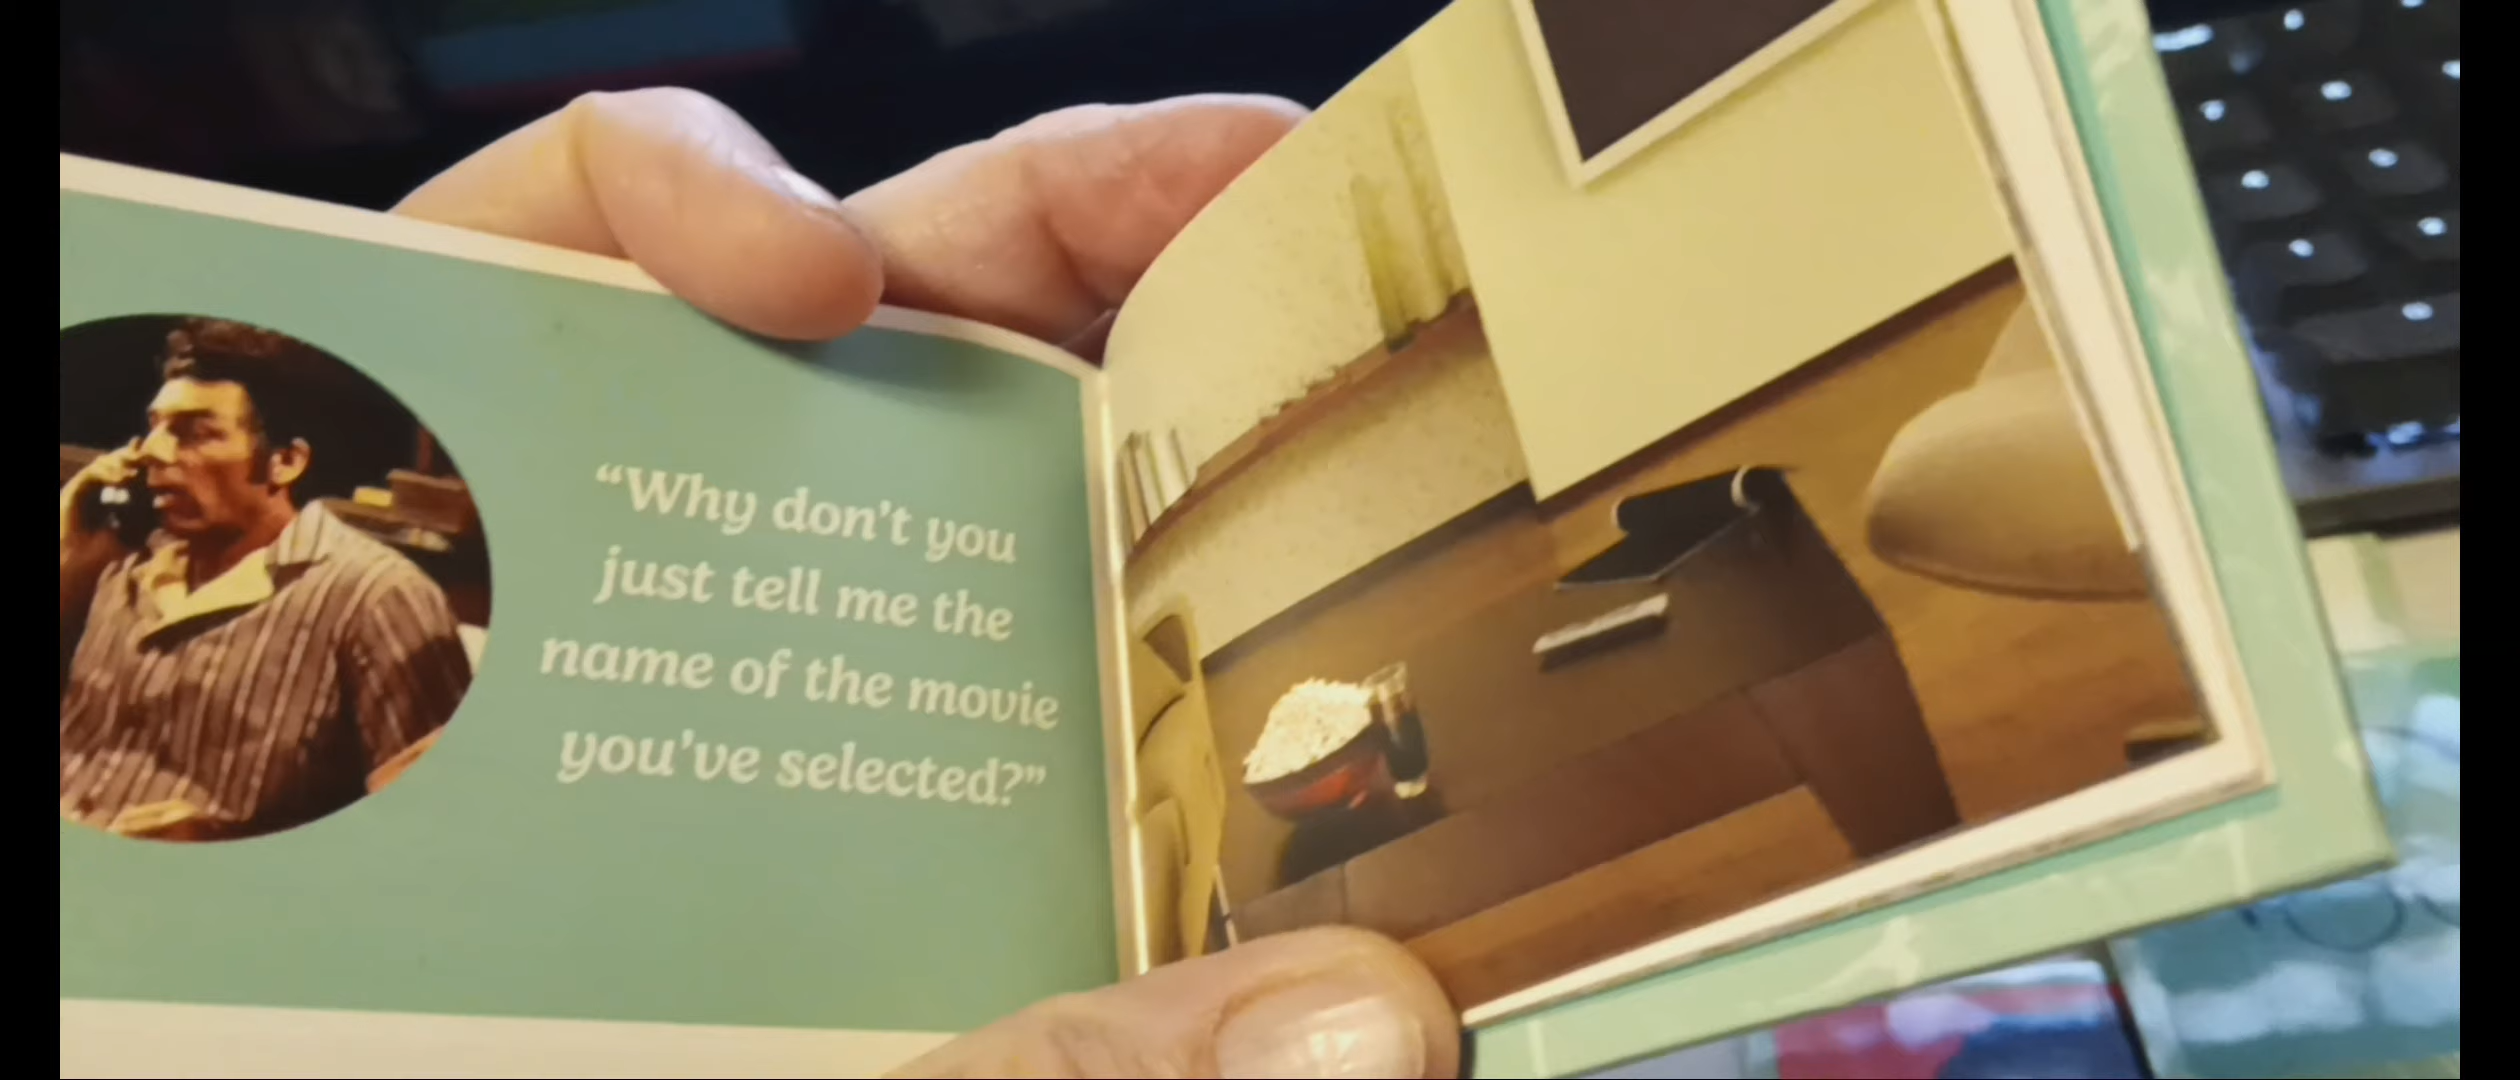 “Why don’t you
just tell me the
name of the movie
you’ve selected?”